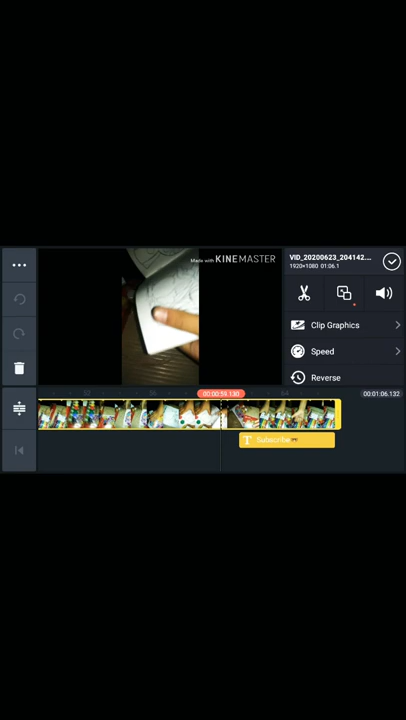 Made with KINEMASTER
VID_20200623_204142...
1920×1080 01:06.1
Clip Graphics
Speed
Reverse
00:00:59.130
00:01:06.132
T Subscribe